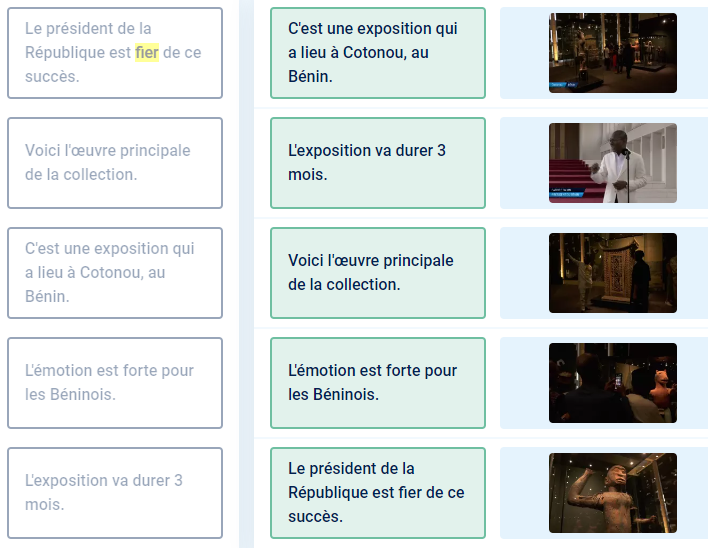 Le président de la
République est fier de ce
succès.
Voici l'œuvre principale
de la collection.
C'est une exposition qui
a lieu à Cotonou, au
Bénin.
L'émotion est forte pour
les Béninois.
L'exposition va durer 3
mois.
C'est une exposition qui
a lieu à Cotonou, au
Bénin.
L'exposition va durer 3
mois.
Voici l'œuvre principale
de la collection.
L'émotion est forte pour
les Béninois.
Le président de la
République est fier de ce
succès.